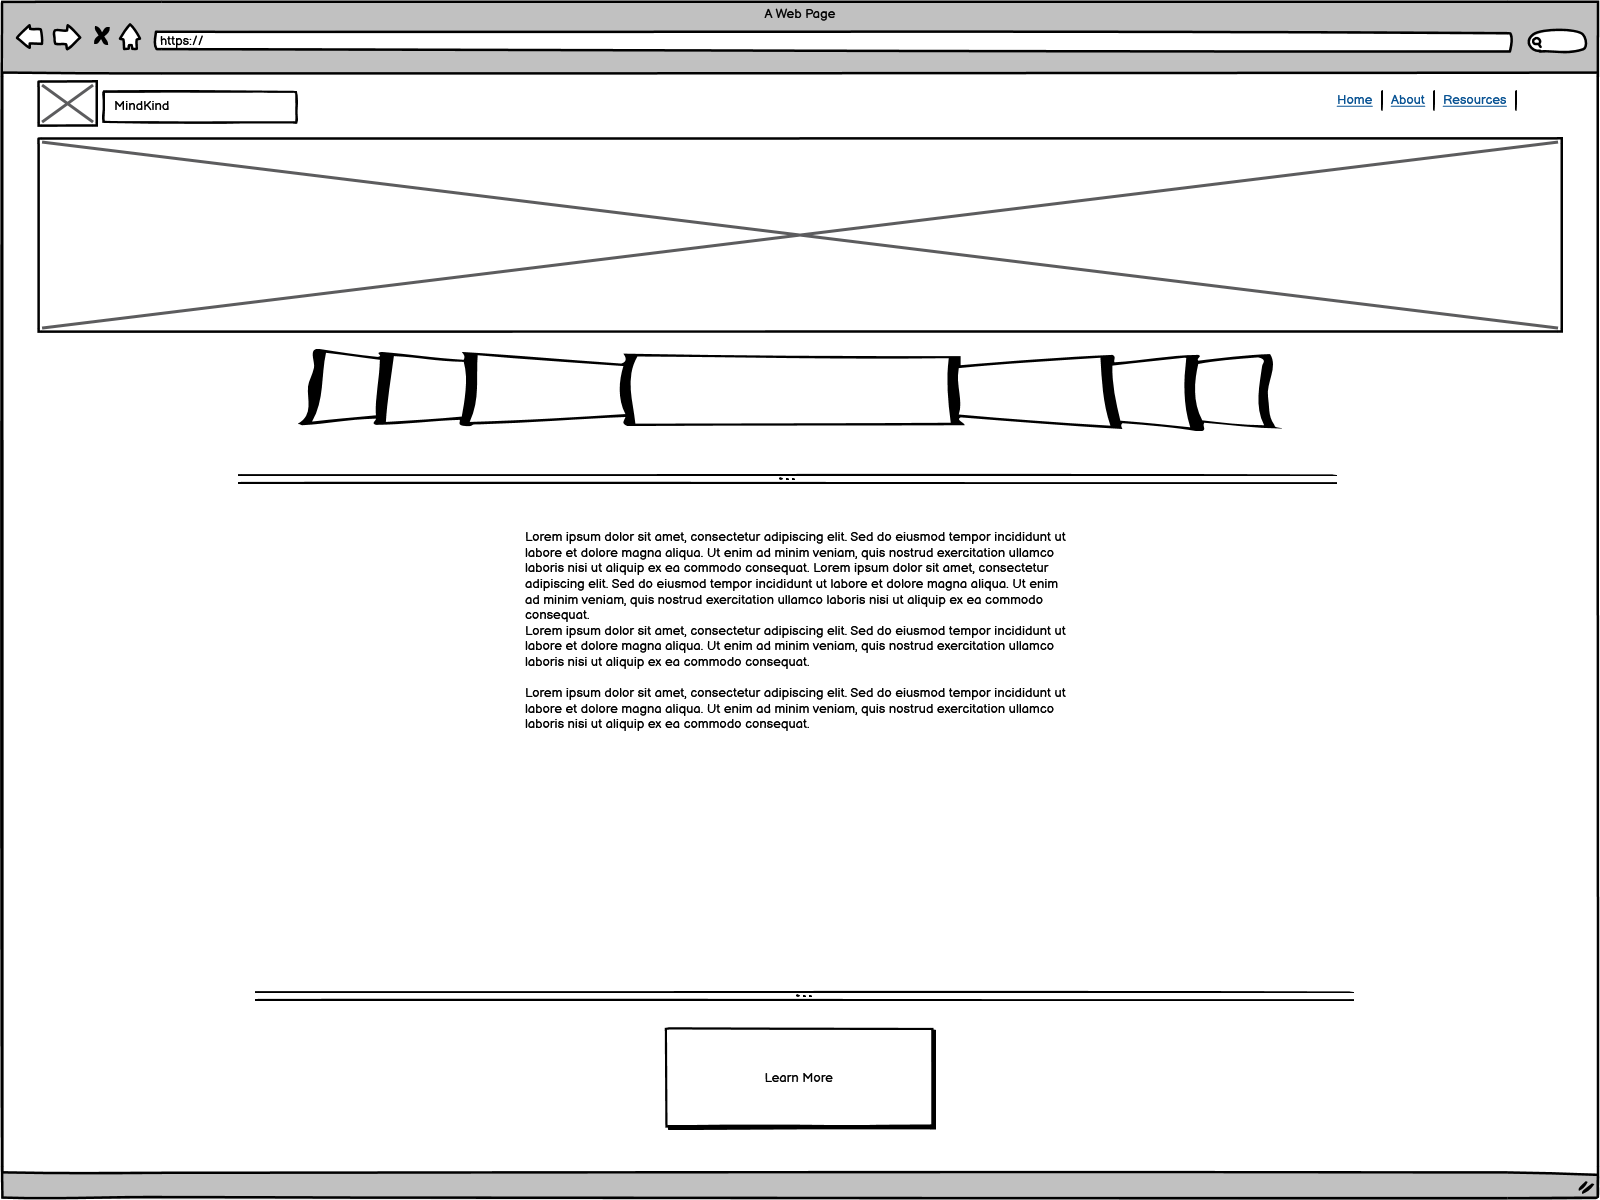 A Web Page
https://
MindKind
Home About Resources
Lorem ipsum dolor sit amet, consectetur adipiscing elit. Sed do eiusmod tempor incididunt ut
labore et dolore magna aliqua. Ut enim ad minim veniam, quis nostrud exercitation ullamco
laboris nisi ut aliquip ex ea commodo consequat. Lorem ipsum dolor sit amet, consectetur
adipiscing elit. Sed do eiusmod tempor incididunt ut labore et dolore magna aliqua. Ut enim
ad minim veniam, quis nostrud exercitation ullamco laboris nisi ut aliquip ex ea commodo
consequat.
Lorem ipsum dolor sit amet, consectetur adipiscing elit. Sed do eiusmod tempor incididunt ut
labore et dolore magna aliqua. Ut enim ad minim veniam, quis nostrud exercitation ullamco
laboris nisi ut aliquip ex ea commodo consequat.
Lorem ipsum dolor sit amet, consectetur adipiscing elit. Sed do eiusmod tempor incididunt ut
labore et dolore magna aliqua. Ut enim ad minim veniam, quis nostrud exercitation ullamco
laboris nisi ut aliquip ex ea commodo consequat.
Learn More